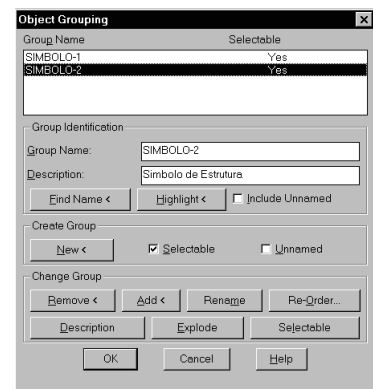 Object Grouping
Group Name Selectable
SIMBOLO-1 Yes
SIMBOLO-2 Yes
Group Identification
Group Name: SIMBOLO-2
Description: Simbolo de Estrutura
Find Name < Highlight < Include Unnamed
Create Group
New < Selectable Unnamed
Change Group
Remove < Add < Rename Re-Order...
Description Explode Selectable
OK Cancel Help